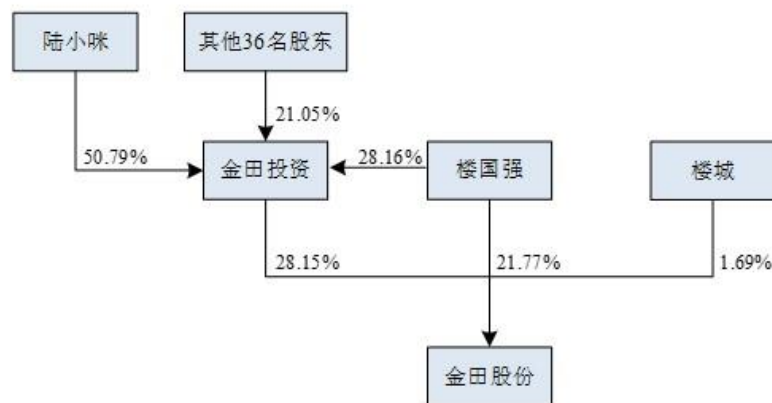 陆小咪
其他36名股东
21.05%
50.79%
金田投资
28.16%
楼国强
楼城
28.15%
21.77%
1.69%
金田股份